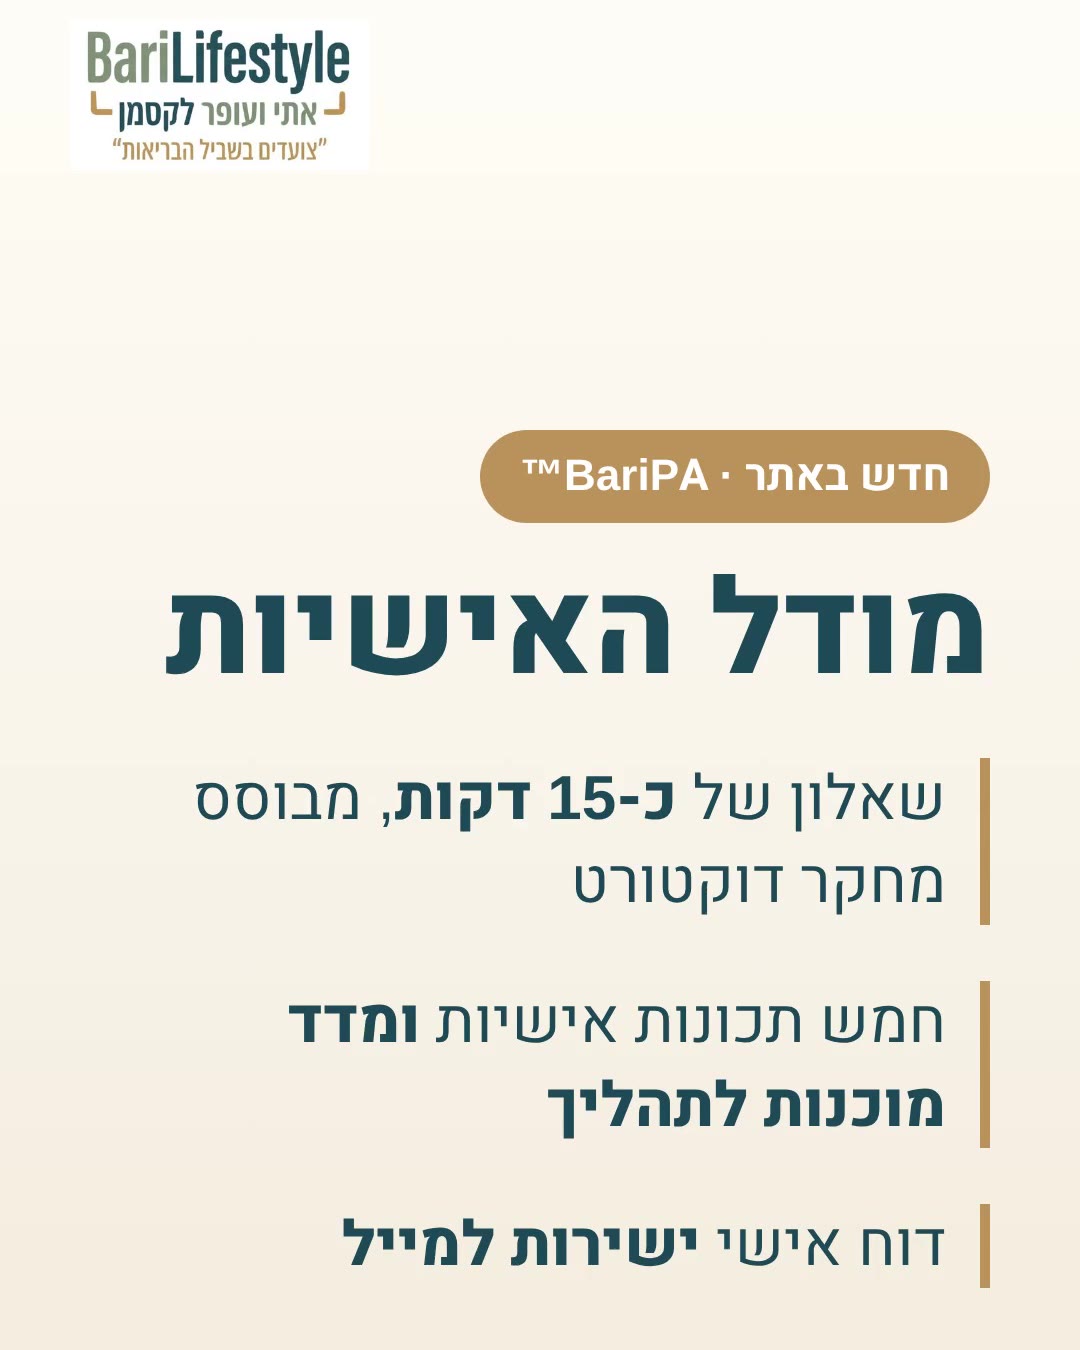 BariLifestyle
אתי ועופר לקסמן
"צועדים בשביל הבריאות"
חדש באתר · BariPA™
מודל האישיות
שאלון של כ-15 דקות, מבוסס
מחקר דוקטורט
חמש תכונות אישיות ומדד
מוכנות לתהליך
דוח אישי ישירות למייל